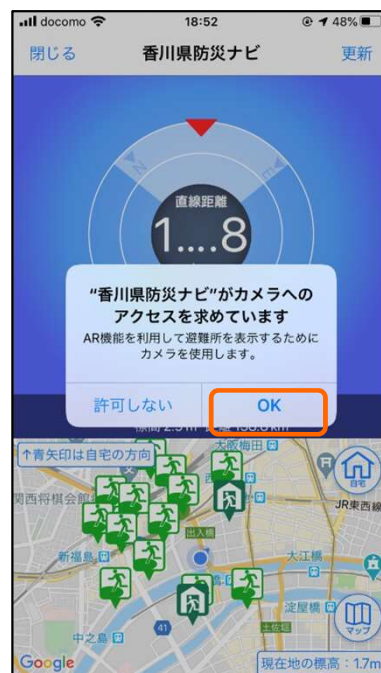 docomo 18:52 48%
閉じる 香川県防災ナビ 更新
N
E
直線距離
1....8
“香川県防災ナビ”がカメラへの
アクセスを求めています
AR機能を利用して避難所を表示するために
カメラを使用します。
許可しない OK
大阪梅田
↑青矢印は自宅の方向
自宅
関西将棋会館
JR東西線
出入橋
新福島
大江橋
淀屋橋
41
中之島
土佐堀
マップ
Google
現在地の標高：1.7m